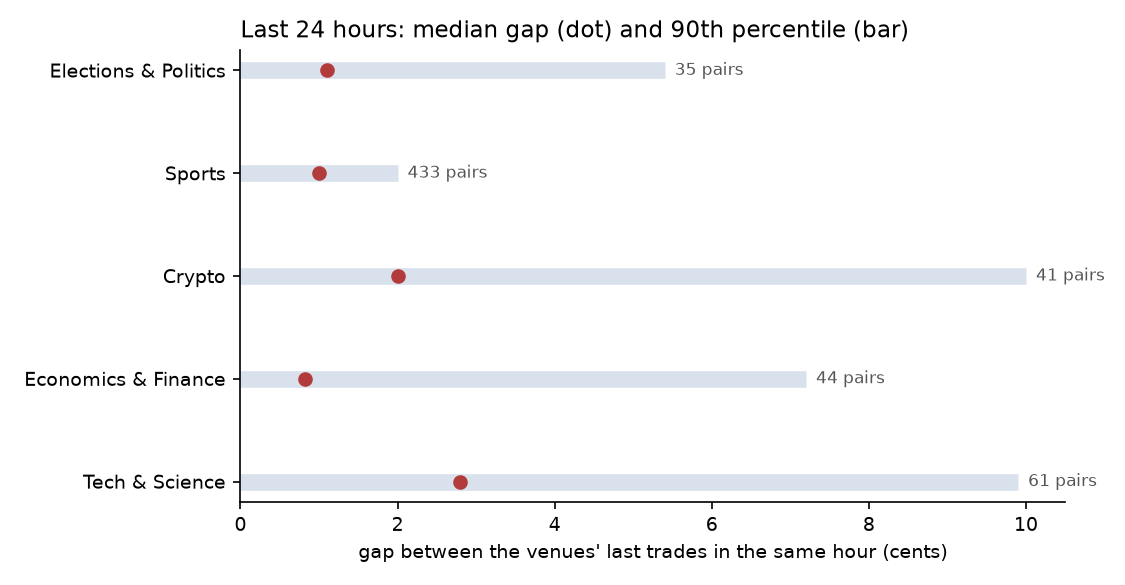 Last 24 hours: median gap (dot) and 90th percentile (bar)
Elections & Politics
35 pairs
Sports
433 pairs
Crypto
41 pairs
Economics & Finance
44 pairs
Tech & Science
61 pairs
0 2 4 6 8 10
gap between the venues' last trades in the same hour (cents)